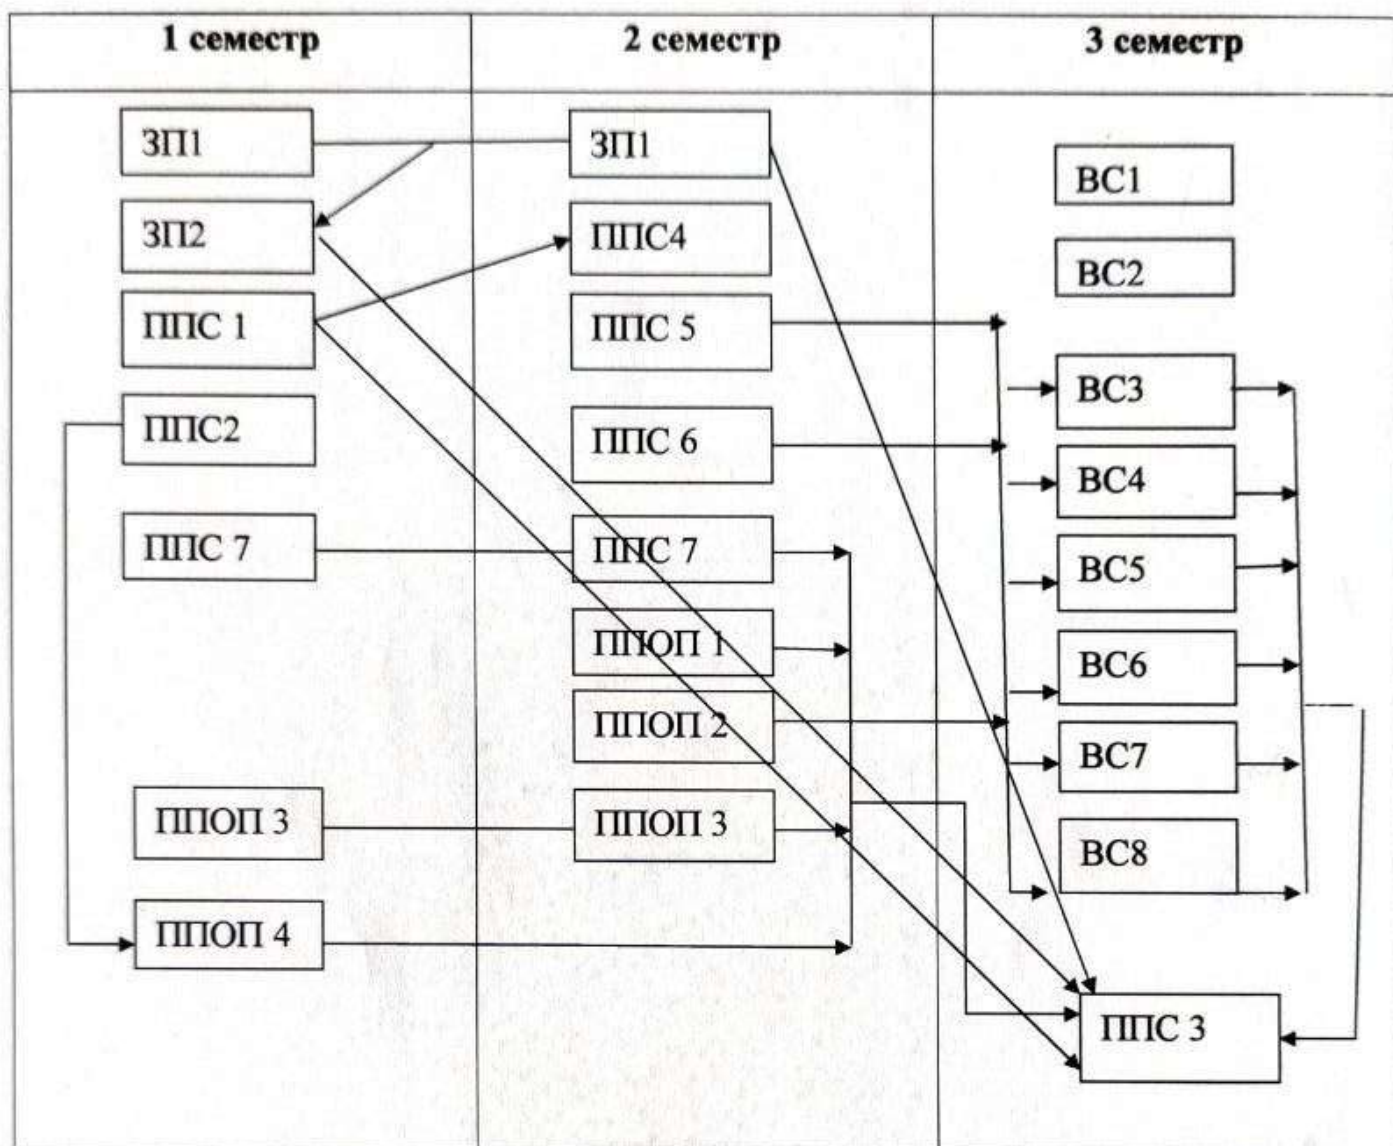 1 семестр
2 семестр
3 семестр
ЗП1
ЗП2
ППС 1
ППС2
ППС 7
ППОП 3
ППОП 4
ЗП1
ППС4
ППС 5
ППС 6
ППС 7
ППОП 1
ППОП 2
ППОП 3
ВС1
ВС2
ВС3
ВС4
ВС5
ВС6
ВС7
ВС8
ППС 3